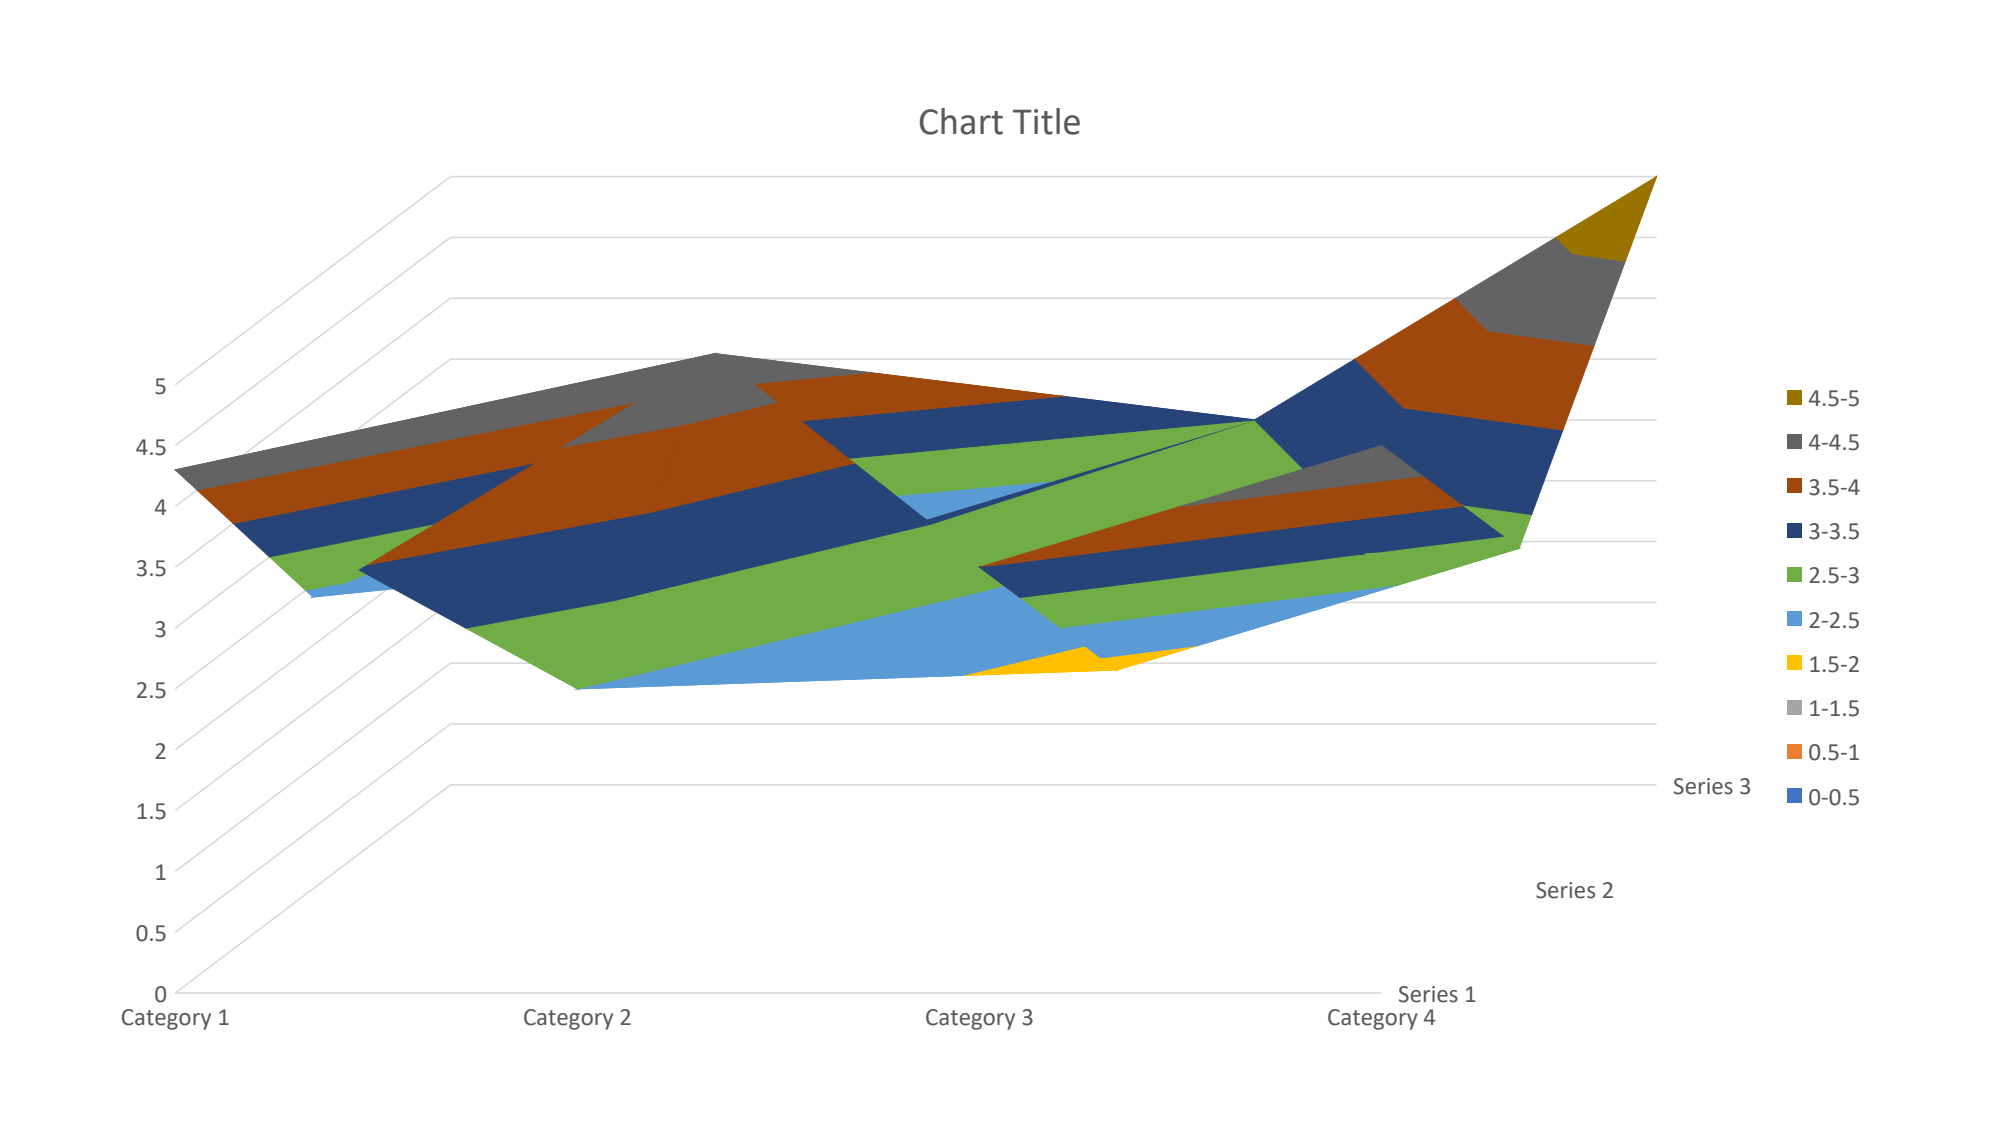 Chart Title
5
4.5
4
3.5
3
2.5
2
1.5
1
0.5
0
Category 1
Category 2
Category 3
Category 4
Series 1
Series 2
Series 3
4.5-5
4-4.5
3.5-4
3-3.5
2.5-3
2-2.5
1.5-2
1-1.5
0.5-1
0-0.5